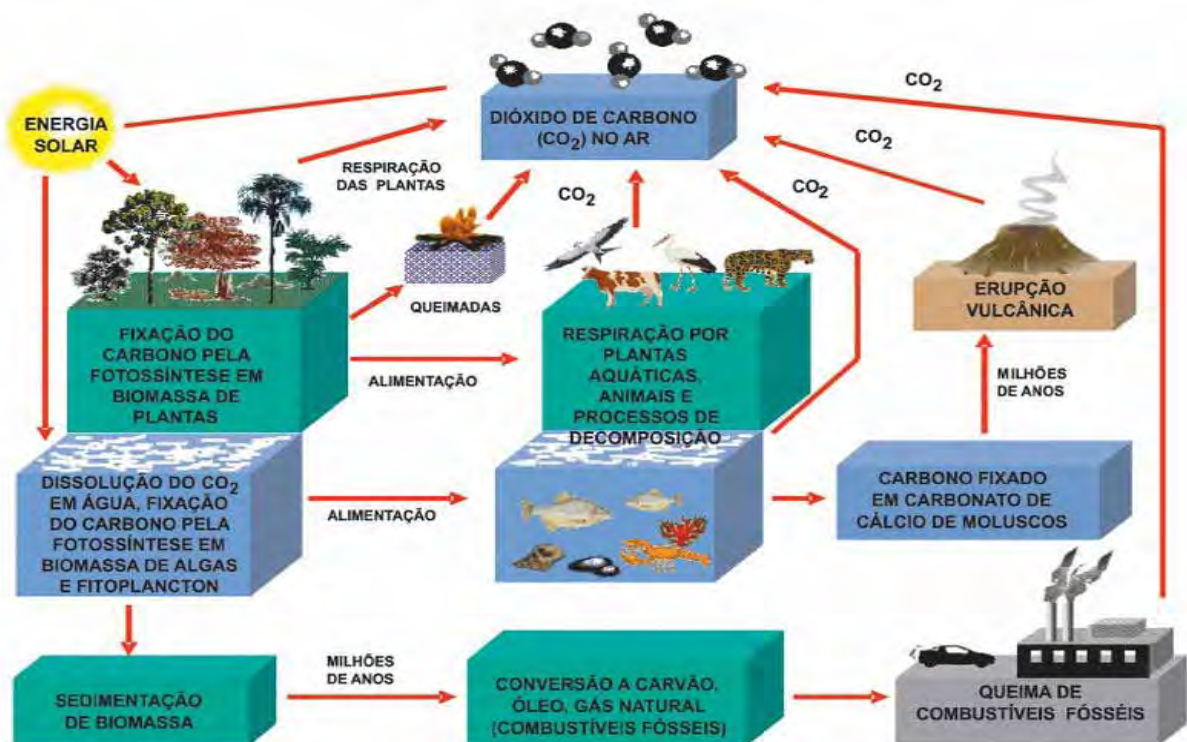 CO₂
DIÓXIDO DE CARBONO
(CO₂) NO AR
CO₂
ENERGIA
SOLAR
RESPIRAÇÃO
DAS PLANTAS
CO₂
CO₂
QUEIMADAS
ERUPÇÃO
VULCÂNICA
FIXAÇÃO DO
CARBONO PELA
FOTOSSÍNTESE EM
BIOMASSA DE
PLANTAS
ALIMENTAÇÃO
RESPIRAÇÃO POR
PLANTAS
AQUÁTICAS,
ANIMAIS E
PROCESSOS DE
DECOMPOSIÇÃO
MILHÕES
DE ANOS
DISSOLUÇÃO DO CO₂
EM ÁGUA, FIXAÇÃO
DO CARBONO PELA
FOTOSSÍNTESE EM
BIOMASSA DE ALGAS
E FITOPLANCTON
ALIMENTAÇÃO
CARBONO FIXADO
EM CARBONATO DE
CÁLCIO DE MOLUSCOS
SEDIMENTAÇÃO
DE BIOMASSA
MILHÕES
DE ANOS
CONVERSÃO A CARVÃO,
ÓLEO, GÁS NATURAL
(COMBUSTÍVEIS FÓSSEIS)
QUEIMA DE
COMBUSTÍVEIS FÓSSÉIS